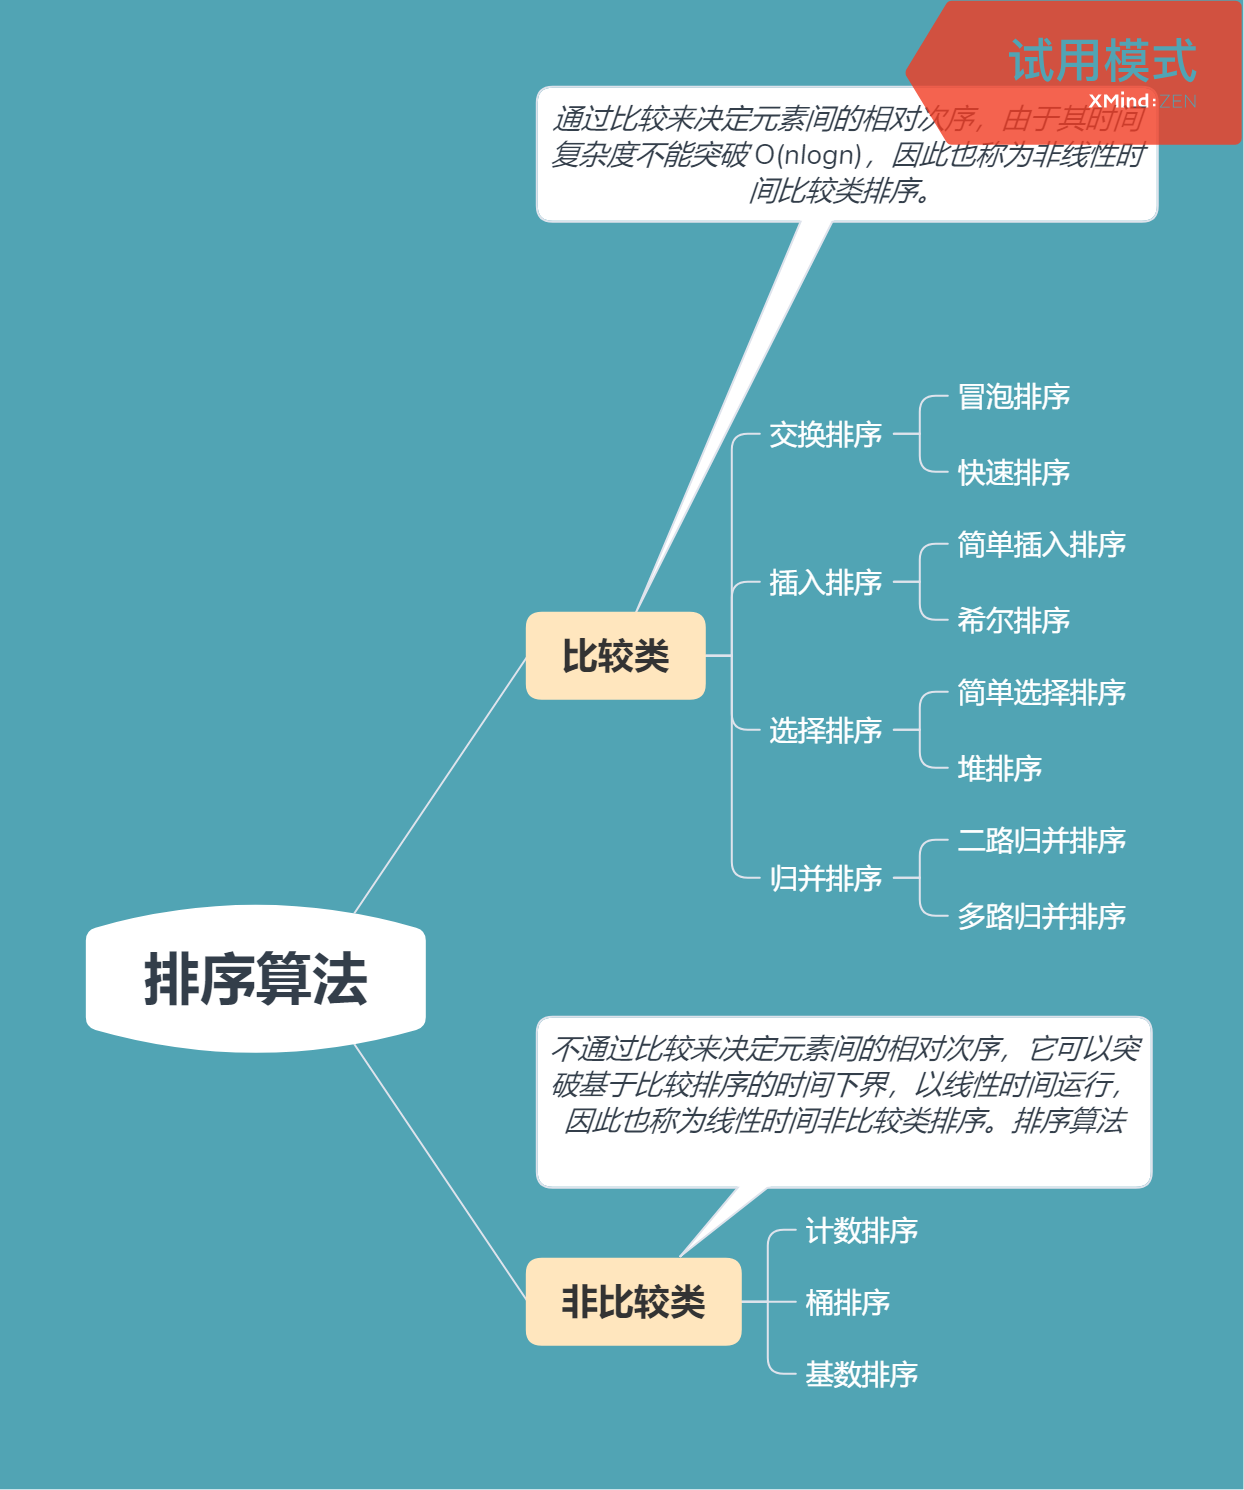 试用模式
XMind:ZEN
通过比较来决定元素间的相对次序，由于其时间
复杂度不能突破 O(nlogn)，因此也称为非线性时
间比较类排序。
冒泡排序
交换排序
快速排序
简单插入排序
插入排序
希尔排序
比较类
简单选择排序
选择排序
堆排序
二路归并排序
归并排序
多路归并排序
排序算法
不通过比较来决定元素间的相对次序，它可以突
破基于比较排序的时间下界，以线性时间运行，
因此也称为线性时间非比较类排序。排序算法
计数排序
非比较类
桶排序
基数排序